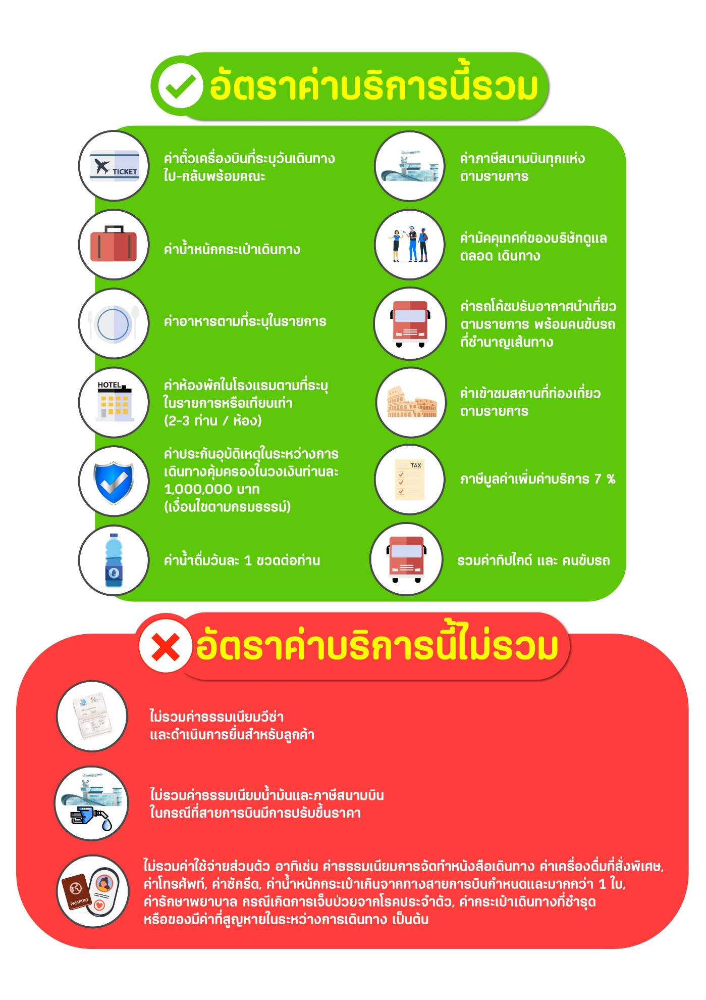 อัตราค่าบริการนี้รวม
TICKET
ค่าตั๋วเครื่องบินที่ระบุวันเดินทาง
ไป-กลับพร้อมคณะ
ค่าภาษีสนามบินทุกแห่ง
ตามรายการ
ค่าน้ำหนักกระเป๋าเดินทาง
ค่ามัคคุเทศก์ของบริษัทดูแล
ตลอด เดินทาง
ค่าอาหารตามที่ระบุในรายการ
ค่ารถโค้ชปรับอากาศนำเที่ยว
ตามรายการ พร้อมคนขับรถ
ที่ชำนาญเส้นทาง
HOTEL
ค่าห้องพักในโรงแรมตามที่ระบุ
ในรายการหรือเทียบเท่า
(2-3 ท่าน / ห้อง)
ค่าเข้าชมสถานที่ท่องเที่ยว
ตามรายการ
ค่าประกันอุบัติเหตุในระหว่างการ
เดินทางคุ้มครองในวงเงินท่านละ
1,000,000 บาท
(เงื่อนไขตามกรมธรรม์)
TAX
ภาษีมูลค่าเพิ่มค่าบริการ 7 %
ค่าน้ำดื่มวันละ 1 ขวดต่อท่าน
รวมค่าทิปไกด์ และ คนขับรถ
อัตราค่าบริการนี้ไม่รวม
ไม่รวมค่าธรรมเนียมวีซ่า
และดำเนินการยื่นสำหรับลูกค้า
ไม่รวมค่าธรรมเนียมน้ำมันและภาษีสนามบิน
ในกรณีที่สายการบินมีการปรับขึ้นราคา
PASSPORT
ไม่รวมค่าใช้จ่ายส่วนตัว อาทิเช่น ค่าธรรมเนียมการจัดทำหนังสือเดินทาง ค่าเครื่องดื่มที่สั่งพิเศษ,
ค่าโทรศัพท์, ค่าซักรีด, ค่าน้ำหนักกระเป๋าเกินจากทางสายการบินกำหนดและมากกว่า 1 ใบ,
ค่ารักษาพยาบาล กรณีเกิดการเจ็บป่วยจากโรคประจำตัว, ค่ากระเป๋าเดินทางที่ชำรุด
หรือของมีค่าที่สูญหายในระหว่างการเดินทาง เป็นต้น